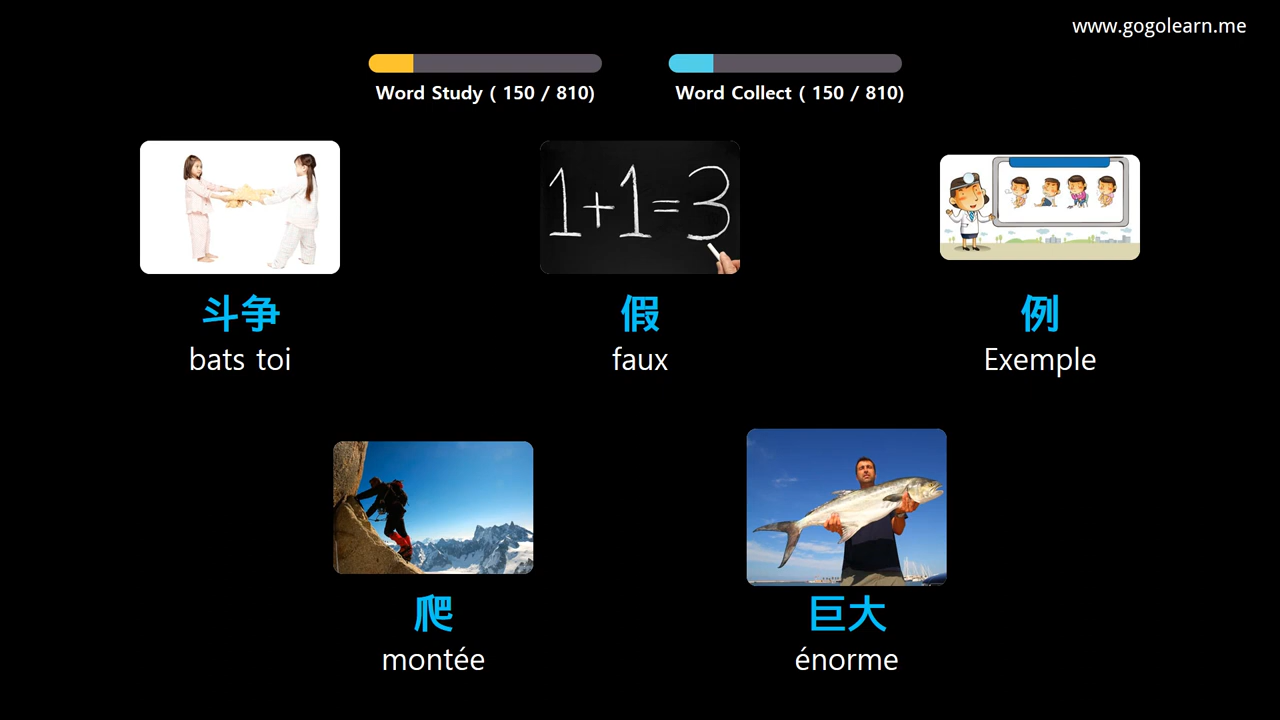 www.gogolearn.me
Word Study ( 150 / 810)
Word Collect ( 150 / 810)
1+1=3
斗争
bats toi
假
faux
例
Exemple
爬
montée
巨大
énorme